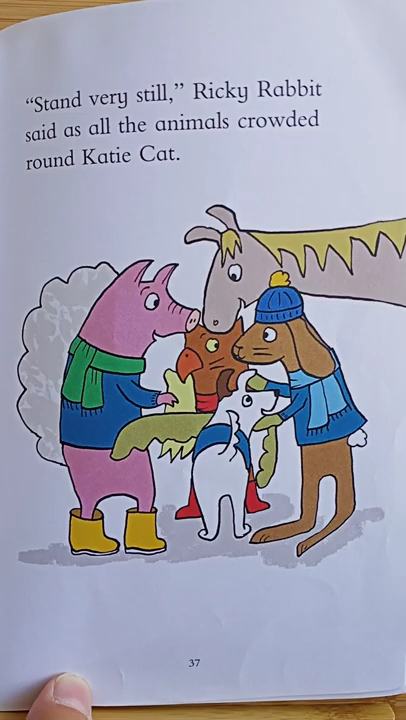 “Stand very still,” Ricky Rabbit
said as all the animals crowded
round Katie Cat.
37